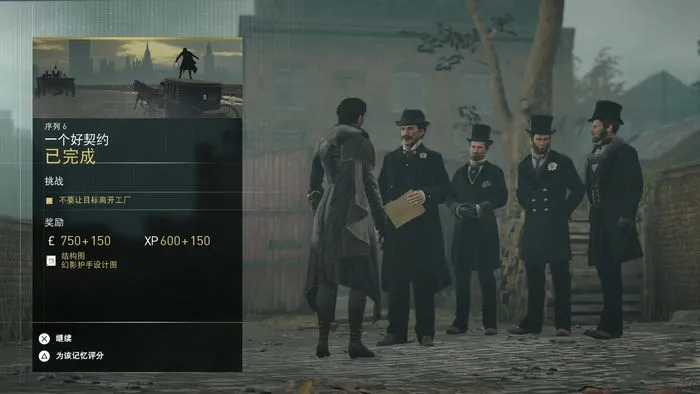 序列 6
一个好契约
已完成
挑战
不要让目标离开工厂
奖励
£ 750+150 XP 600+150
结构图
幻影护手设计图
继续
为该记忆评分